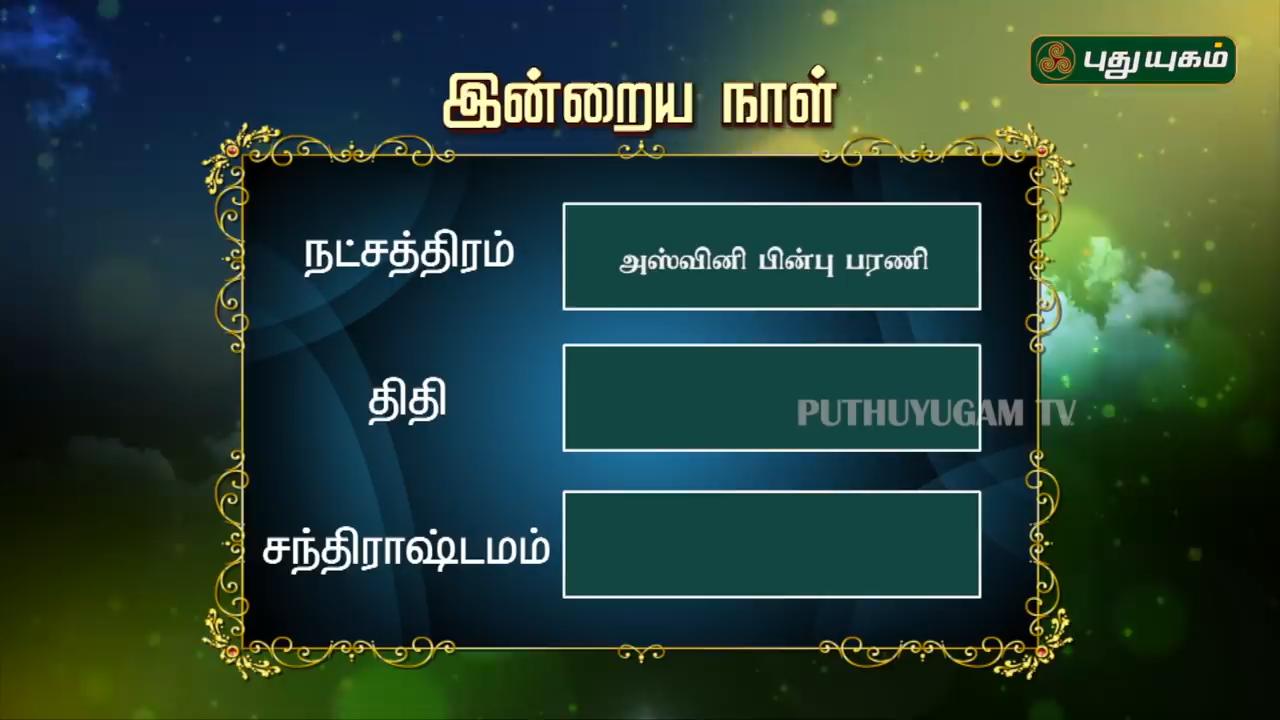 புதுயுகம்
இன்றைய நாள்
நட்சத்திரம்
அஸ்வினி பின்பு பரணி
திதி
PUTHUYUGAM TV
சந்திராஷ்டமம்